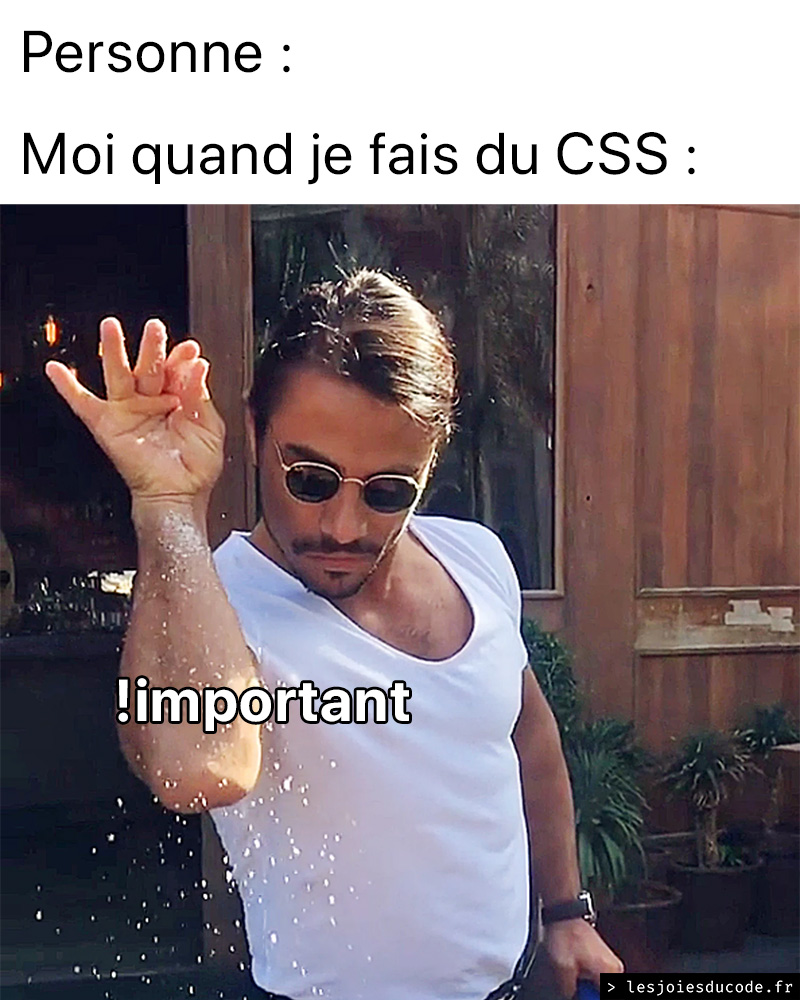 Personne :
Moi quand je fais du CSS :
!important
> lesjoiesducode.fr